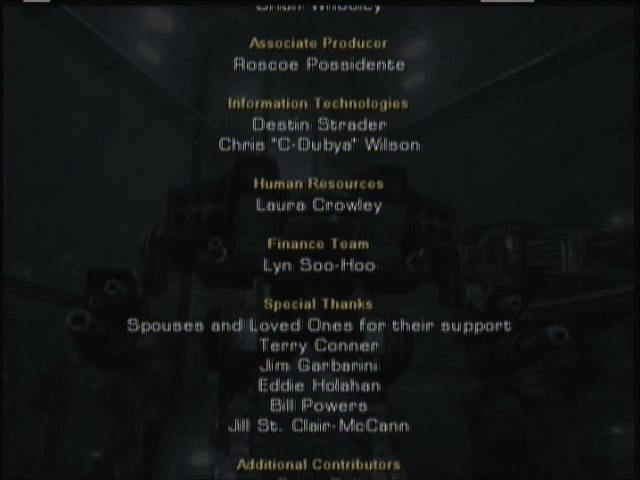 Associate Producer
Roscoe Possidente
Information Technologies
Destin Strader
Chris "C-Dubya" Wilson
Human Resources
Laura Crowley
Finance Team
Lyn Soo-Hoo
Special Thanks
Spouses and Loved Ones for their support
Terry Conner
Jim Garbarini
Eddie Holahan
Bill Powers
Jill St. Clair-McCann
Additional Contributors